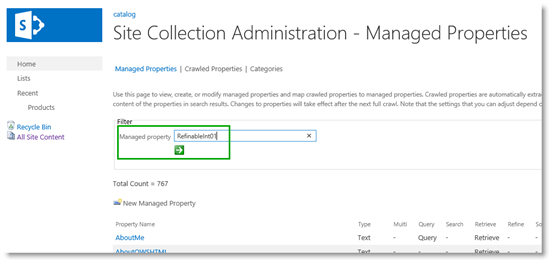 catalog
Site Collection Administration - Managed Properties
Home
Lists
Recent
Products
Recycle Bin
All Site Content
Managed Properties | Crawled Properties | Categories
Use this page to view, create, or modify managed properties and map crawled properties to managed properties. Crawled properties are automatically extrac
content of the properties in search results. Changes to properties will take effect after the next full crawl. Note that the settings that you can adjust depend o
Filter
Managed property RefinableInt01
Total Count = 767
New Managed Property
Property Name Type Multi Query Search Retrieve Refine So
AboutMe Text - Query - Retrieve - -
AboutOWSHTML Text - - - Retrieve - -